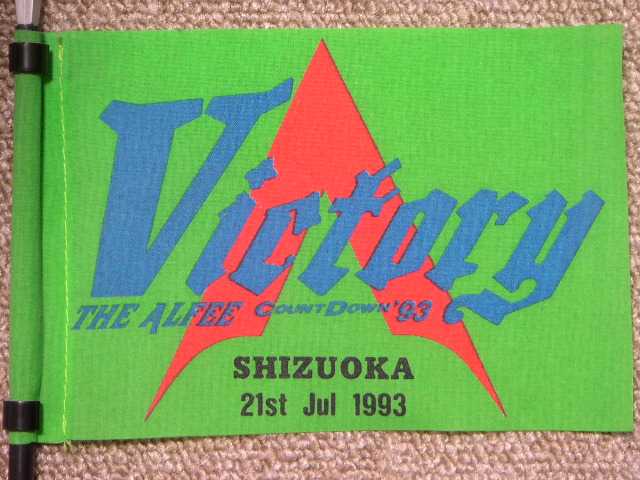 Victory
THE ALFEE COUNTDOWN '93
SHIZUOKA
21st Jul 1993